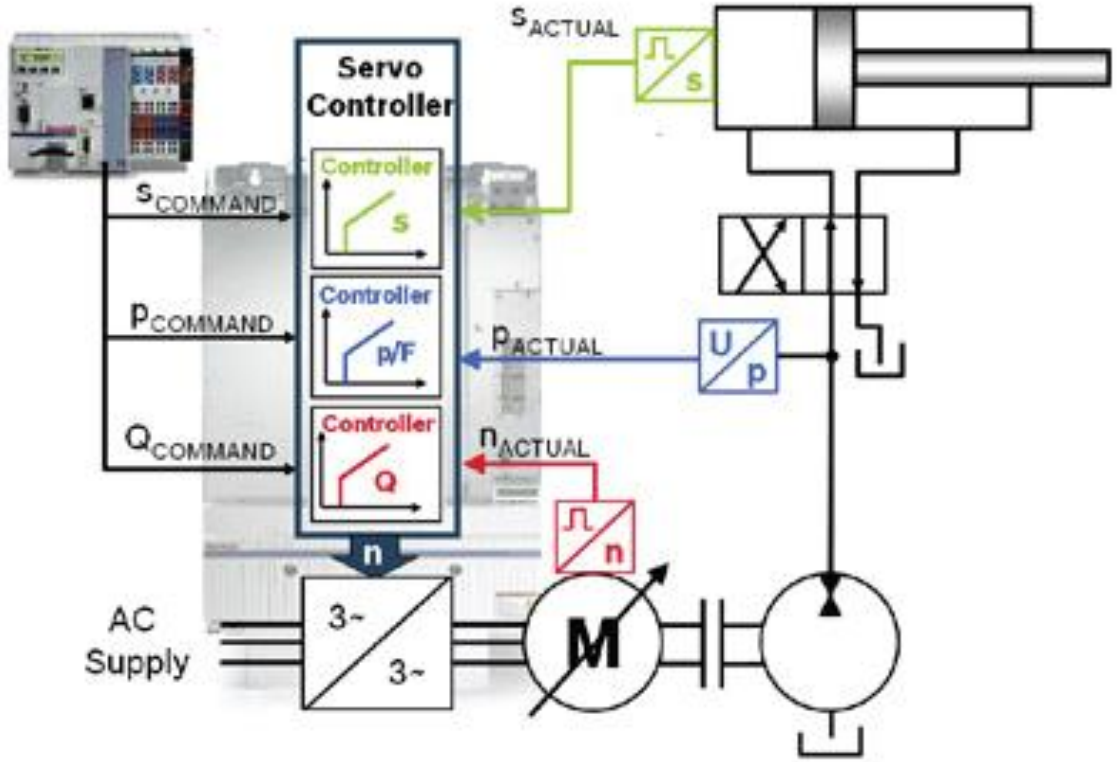 Servo
Controller
sACTUAL
s
Controller
s
sCOMMAND
Controller
p/F
pCOMMAND
pACTUAL
U
p
Controller
Q
QCOMMAND
nACTUAL
n
n
AC
Supply
3~
3~
M